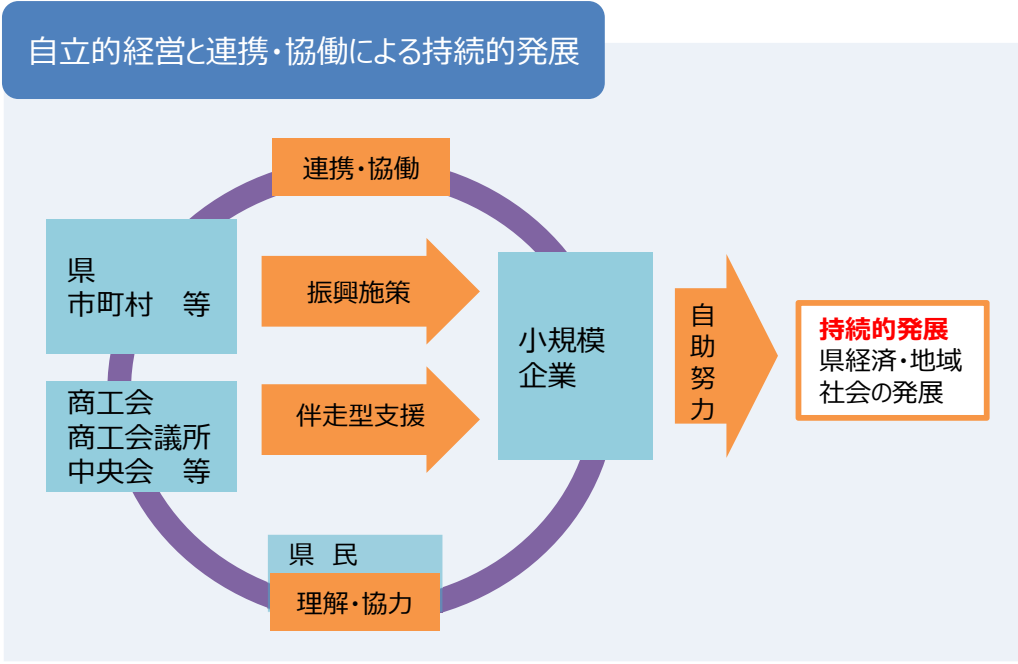 自立的経営と連携・協働による持続的発展
連携・協働
県
市町村　等
振興施策
商工会
商工会議所
中央会　等
伴走型支援
小規模
企業
自
助
努
力
持続的発展
県経済・地域
社会の発展
県 民
理解・協力